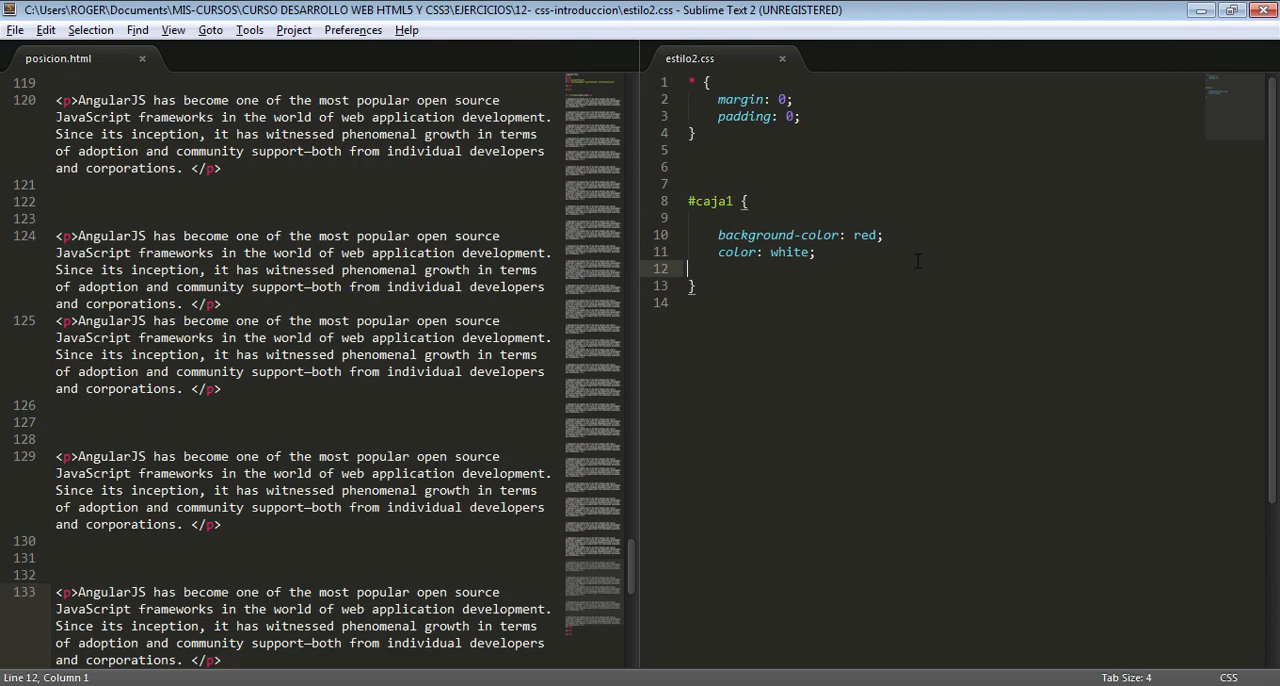 C:\Users\ROGER\Documents\MIS-CURSOS\CURSO DESARROLLO WEB HTML5 Y CSS3\EJERCICIOS\12- css-introduccion\estilo2.css - Sublime Text 2 (UNREGISTERED)
File Edit Selection Find View Goto Tools Project Preferences Help
posicion.html
119
120 <p>AngularJS has become one of the most popular open source
JavaScript frameworks in the world of web application development.
Since its inception, it has witnessed phenomenal growth in terms
of adoption and community support—both from individual developers
and corporations. </p>
121
122
123
124 <p>AngularJS has become one of the most popular open source
JavaScript frameworks in the world of web application development.
Since its inception, it has witnessed phenomenal growth in terms
of adoption and community support—both from individual developers
and corporations. </p>
125 <p>AngularJS has become one of the most popular open source
JavaScript frameworks in the world of web application development.
Since its inception, it has witnessed phenomenal growth in terms
of adoption and community support—both from individual developers
and corporations. </p>
126
127
128
129 <p>AngularJS has become one of the most popular open source
JavaScript frameworks in the world of web application development.
Since its inception, it has witnessed phenomenal growth in terms
of adoption and community support—both from individual developers
and corporations. </p>
130
131
132
133 <p>AngularJS has become one of the most popular open source
JavaScript frameworks in the world of web application development.
Since its inception, it has witnessed phenomenal growth in terms
of adoption and community support—both from individual developers
and corporations. </p>
estilo2.css
1 * {
2 margin: 0;
3 padding: 0;
4 }
5
6
7
8 #caja1 {
9
10 background-color: red;
11 color: white;
12
13 }
14
Line 12, Column 1
Tab Size: 4
CSS